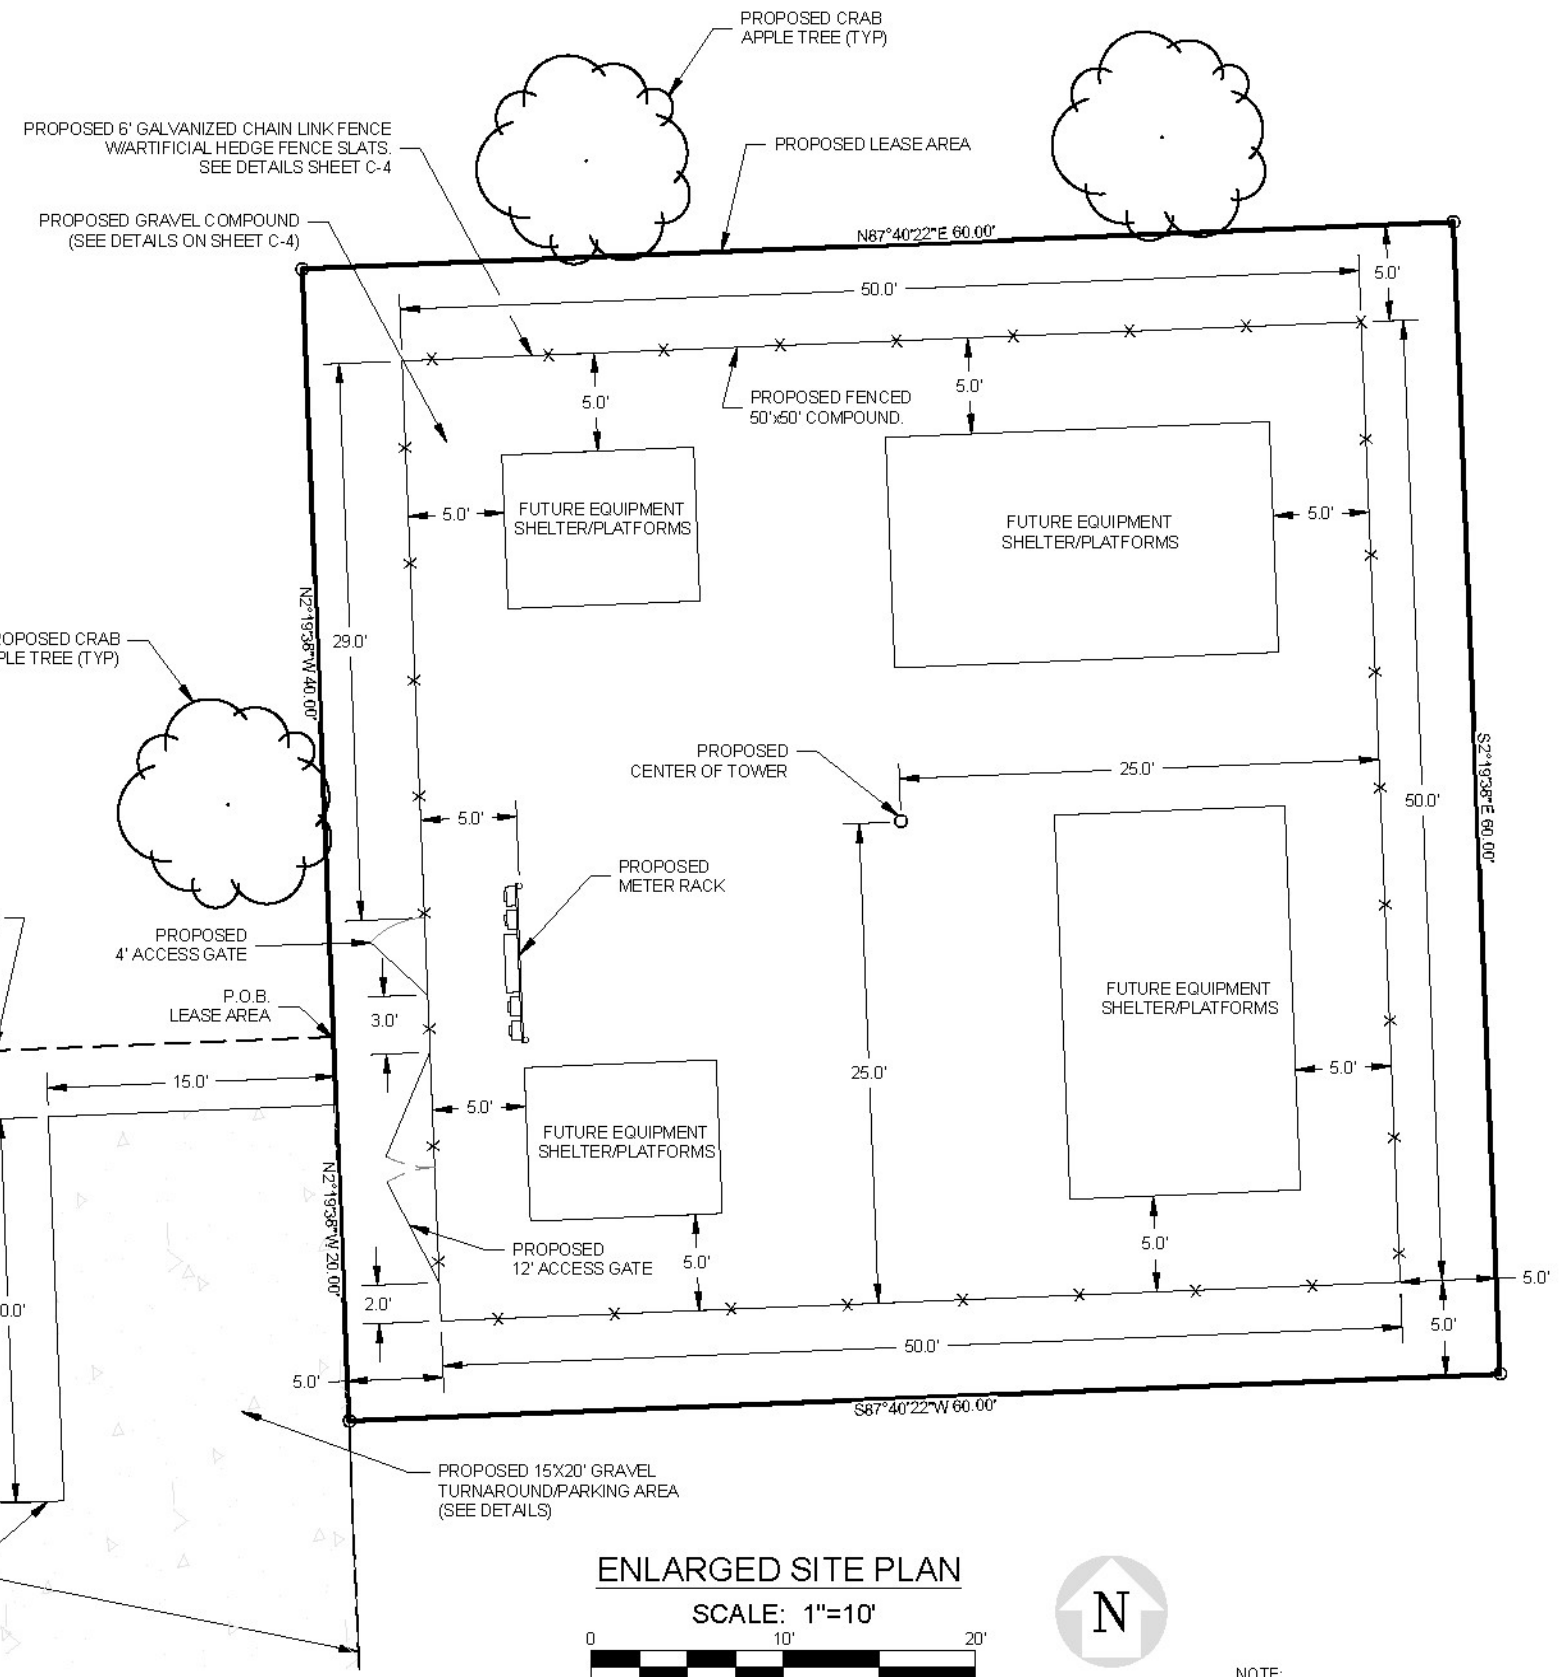 PROPOSED CRAB
APPLE TREE (TYP)
PROPOSED 6' GALVANIZED CHAIN LINK FENCE
W/ARTIFICIAL HEDGE FENCE SLATS.
SEE DETAILS SHEET C-4
PROPOSED LEASE AREA
PROPOSED GRAVEL COMPOUND
(SEE DETAILS ON SHEET C-4)
N87°40'22"E 60.00'
5.0'
50.0'
5.0'
5.0'
PROPOSED FENCED
50'x50' COMPOUND.
FUTURE EQUIPMENT
SHELTER/PLATFORMS
5.0'
FUTURE EQUIPMENT
SHELTER/PLATFORMS
5.0'
N2°19'38"W 40.00'
29.0'
OPOSED CRAB
PLE TREE (TYP)
PROPOSED
CENTER OF TOWER
25.0'
50.0'
S2°19'38"E 60.00'
5.0'
PROPOSED
METER RACK
PROPOSED
4' ACCESS GATE
P.O.B.
LEASE AREA
3.0'
FUTURE EQUIPMENT
SHELTER/PLATFORMS
15.0'
25.0'
5.0'
5.0'
FUTURE EQUIPMENT
SHELTER/PLATFORMS
N2°19'38"W 20.00'
PROPOSED
12' ACCESS GATE
5.0'
5.0'
5.0'
0.0'
2.0'
5.0'
50.0'
5.0'
S87°40'22"W 60.00'
PROPOSED 15'X20' GRAVEL
TURNAROUND/PARKING AREA
(SEE DETAILS)
ENLARGED SITE PLAN
SCALE: 1"=10'
0 10' 20'
N
NOTE: